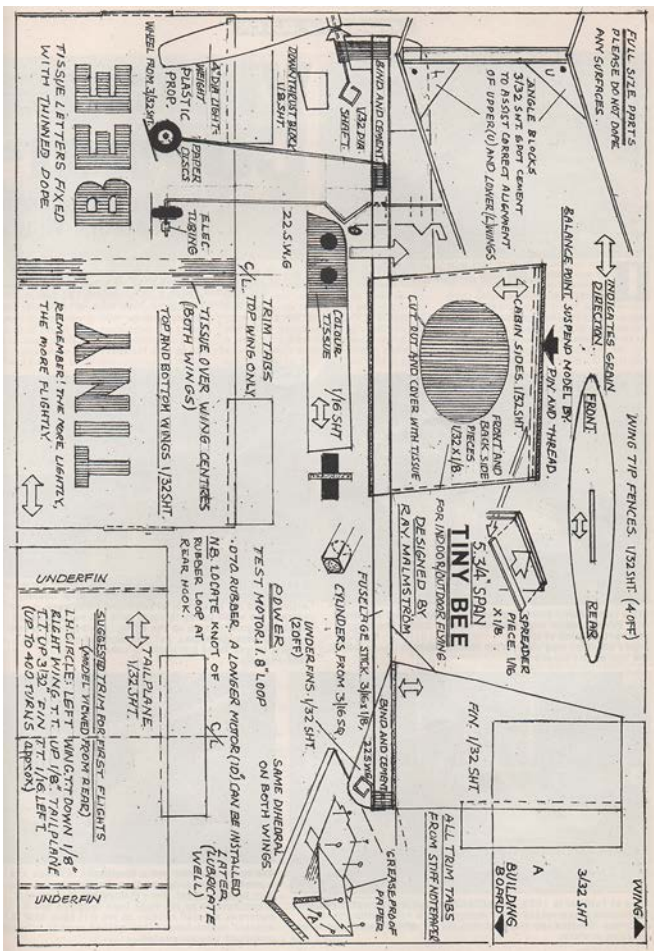 FULL SIZE PARTS
PLEASE DO NOT DOPE
ANY SURFACES.
INDICATES GRAIN
DIRECTION.
WING TIP FENCES. 1/32 SHT. (4 OFF)
FRONT
REAR
WING
A
BUILDING
BOARD
3/32 SHT
ANGLE BLOCKS
3/32 SHT. SPOT CEMENT
TO ASSIST CORRECT ALIGNMENT
OF UPPER (U) AND LOWER (L) WINGS
U
L
BALANCE POINT. SUSPEND MODEL BY
PIN AND THREAD.
SPREADER
PIECE. 1/16
X 1/8
5.3/4" SPAN
TINY BEE
FOR INDOOR/OUTDOOR FLYING
DESIGNED BY
RAY. MALMSTRÖM
FIN. 1/32 SHT.
ALL TRIM TABS
FROM STIFF NOTEPAPER
CABIN SIDES. 1/32 SHT.
FRONT AND
BACK SIDE
PIECES.
1/32 X 1/8.
CUT OUT AND COVER WITH TISSUE
BIND AND CEMENT
1/32 DIA
SHAFT.
DOWNTHRUST BLOCK
1/8 SHT.
FUSELAGE STICK. 3/16 X 1/8,
BIND AND CEMENT
22 S.W.G
UNDERFINS. 1/32 SHT.
(2 OFF)
CYLINDERS. FROM 3/16 SQ.
GREASEPROOF
PAPER
SAME DIHEDRAL
ON BOTH WINGS
4" DIA LIGHT-
WEIGHT
PLASTIC
PROP.
WHEEL FROM 3/32 SHT.
PAPER
DISCS
ELEC.
TUBING
22.S.W.G
COLOUR
TISSUE
1/16 SHT
POWER.
TEST MOTOR: 1. 8" LOOP
RUBBER. A LONGER MOTOR (10") CAN BE INSTALLED
LATER.
(LUBRICATE
WELL)
N.B. LOCATE KNOT OF
RUBBER LOOP AT
REAR HOOK.
TRIM TABS
C/L. TOP WING ONLY
TISSUE OVER WING CENTRES
(BOTH WINGS)
TOP AND BOTTOM WINGS. 1/32 SHT.
TINY BEE
TISSUE LETTERS FIXED
WITH THINNED DOPE
REMEMBER! THE MORE LIGHTLY,
THE MORE FLIGHTLY.
C/L
UNDERFIN
UNDERFIN
TAILPLANE
1/32 SHT.
SUGGESTED TRIM FOR FIRST FLIGHTS
(MODEL VIEWED FROM REAR)
L.H. CIRCLE: LEFT WING T.T DOWN 1/8"
RIGHT WING T.T. UP 1/8". TAILPLANE
T.T UP 3/32 FIN T.T. 1/16 LEFT.
(UP TO 400 TURNS approx)